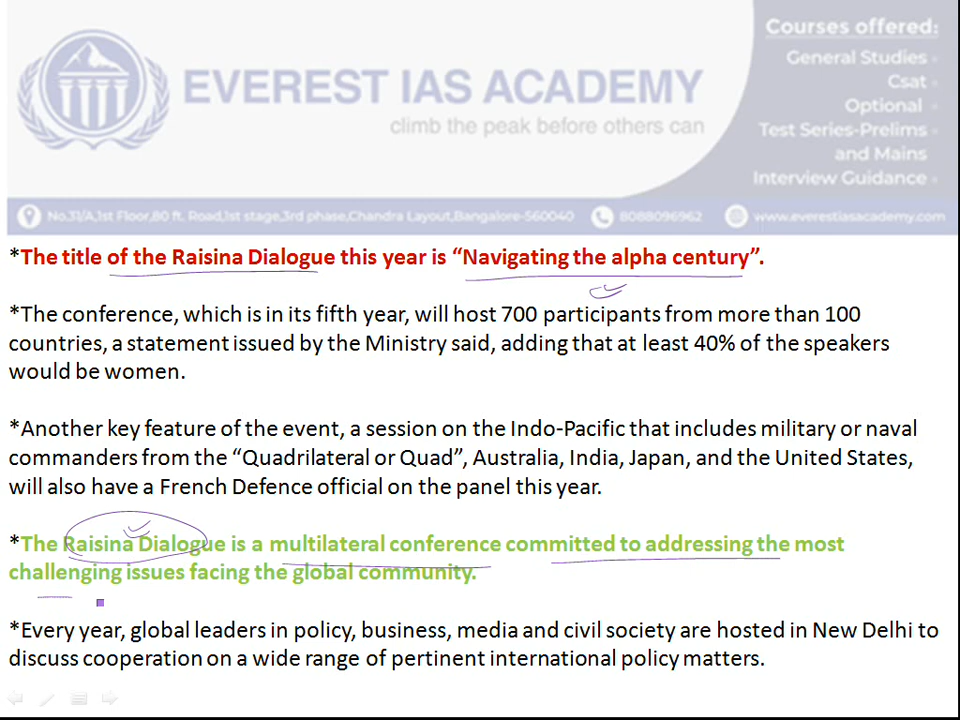 Courses offered:
General Studies
Csat
Optional
Test Series-Prelims
and Mains
Interview Guidance
EVEREST IAS ACADEMY
climb the peak before others can
No.31/A,1st Floor,80 ft. Road,1st stage,3rd phase,Chandra Layout,Bangalore-560040 8088096962 www.everestiasacademy.com
*The title of the Raisina Dialogue this year is “Navigating the alpha century”.
*The conference, which is in its fifth year, will host 700 participants from more than 100
countries, a statement issued by the Ministry said, adding that at least 40% of the speakers
would be women.
*Another key feature of the event, a session on the Indo-Pacific that includes military or naval
commanders from the “Quadrilateral or Quad”, Australia, India, Japan, and the United States,
will also have a French Defence official on the panel this year.
*The Raisina Dialogue is a multilateral conference committed to addressing the most
challenging issues facing the global community.
*Every year, global leaders in policy, business, media and civil society are hosted in New Delhi to
discuss cooperation on a wide range of pertinent international policy matters.